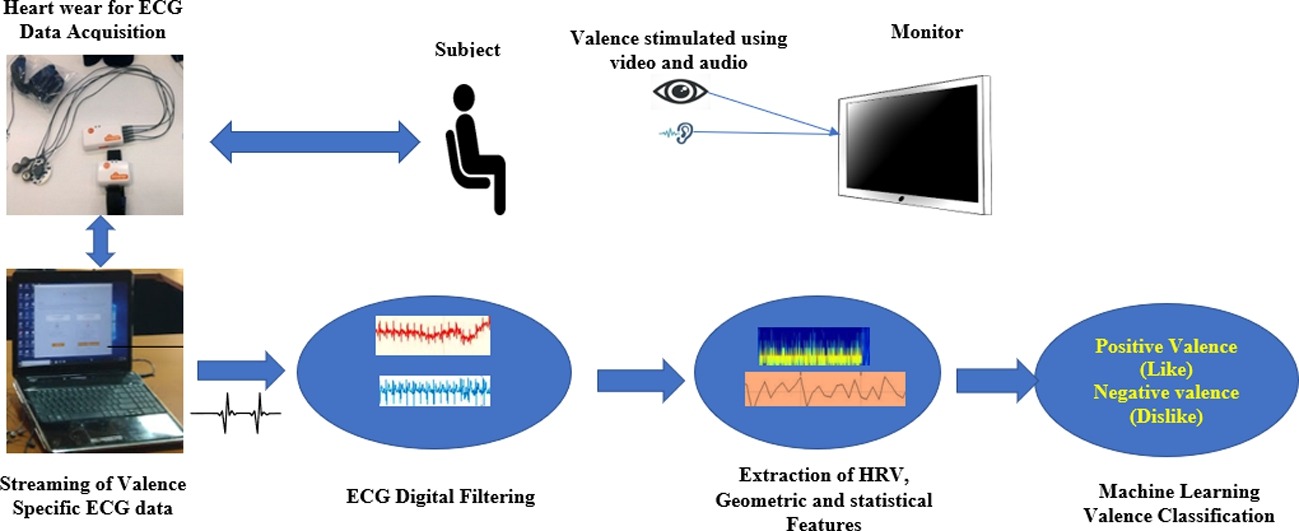 Heart wear for ECG
Data Acquisition
Subject
Valence stimulated using
video and audio
Monitor
Positive Valence
(Like)
Negative valence
(Dislike)
Streaming of Valence
Specific ECG data
ECG Digital Filtering
Extraction of HRV,
Geometric and statistical
Features
Machine Learning
Valence Classification